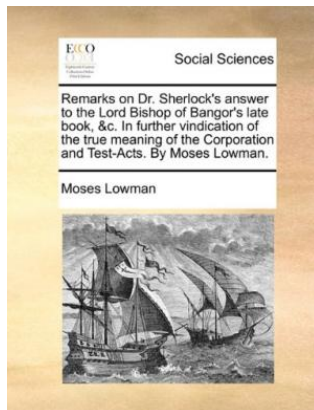 ECCO
Social Sciences
Remarks on Dr. Sherlock's answer
to the Lord Bishop of Bangor's late
book, &c. In further vindication of
the true meaning of the Corporation
and Test-Acts. By Moses Lowman.
Moses Lowman